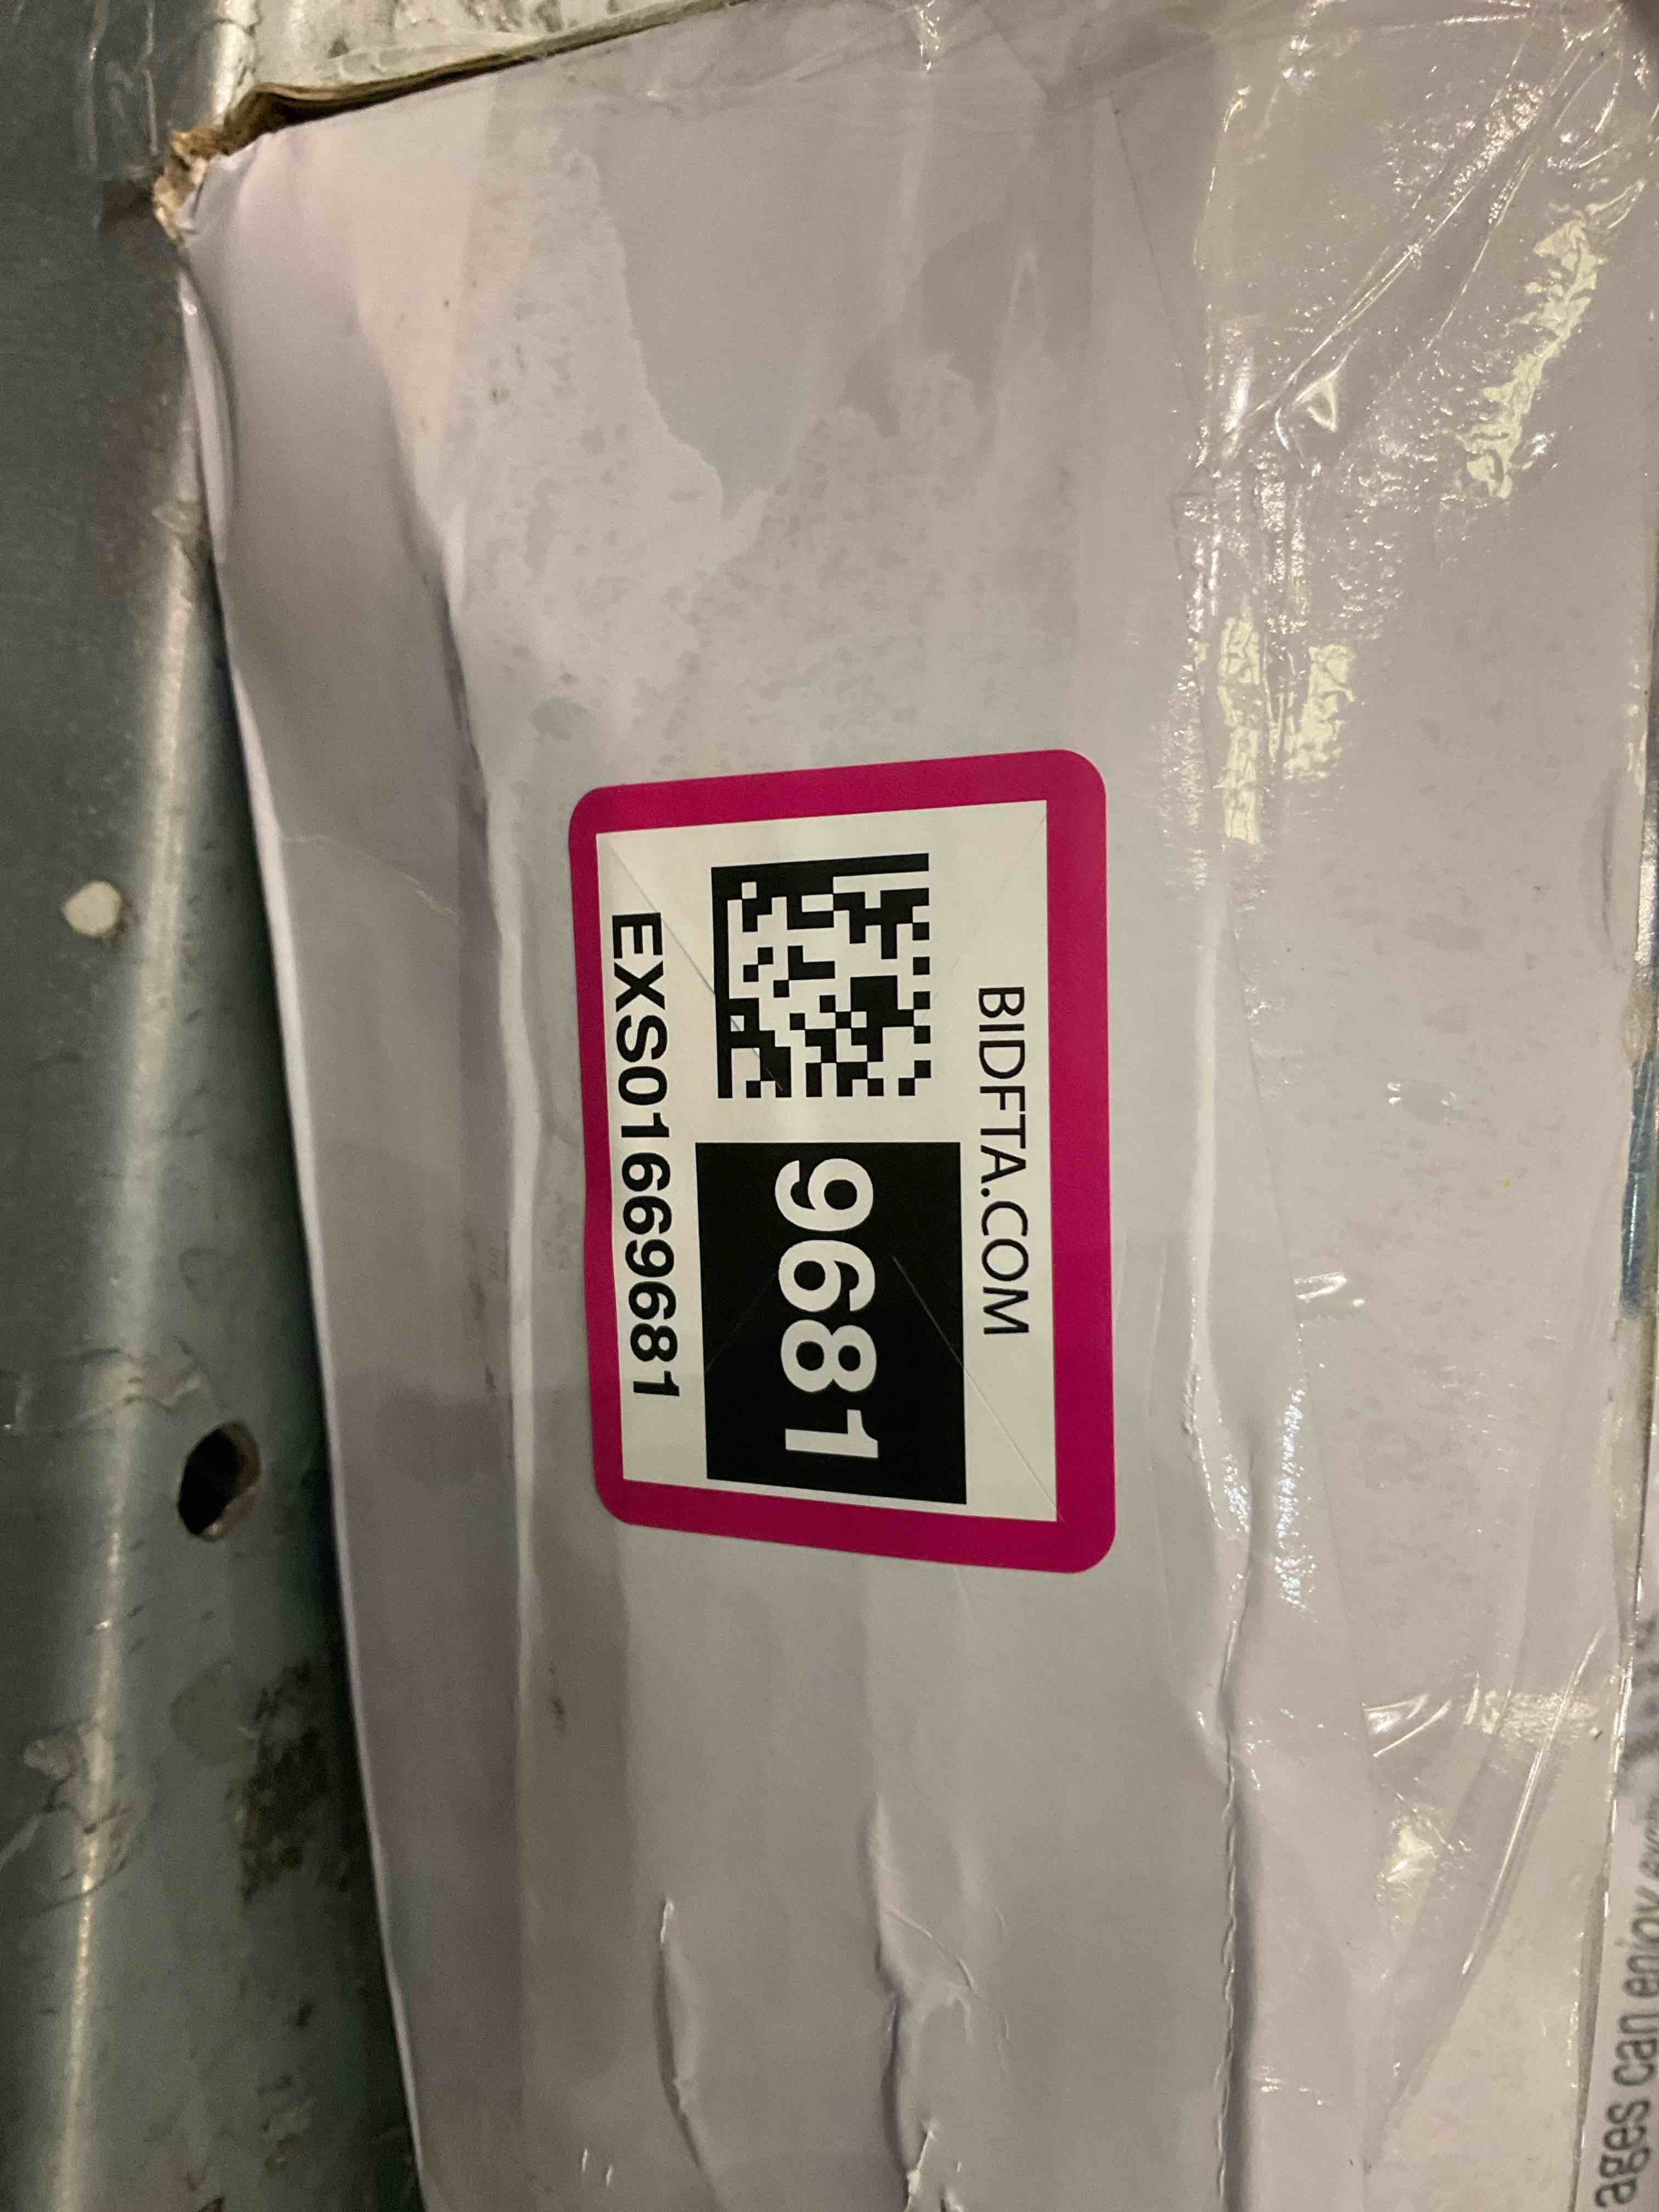 BIDFTA.COM
9681
EXS01669681
ages can enjoy